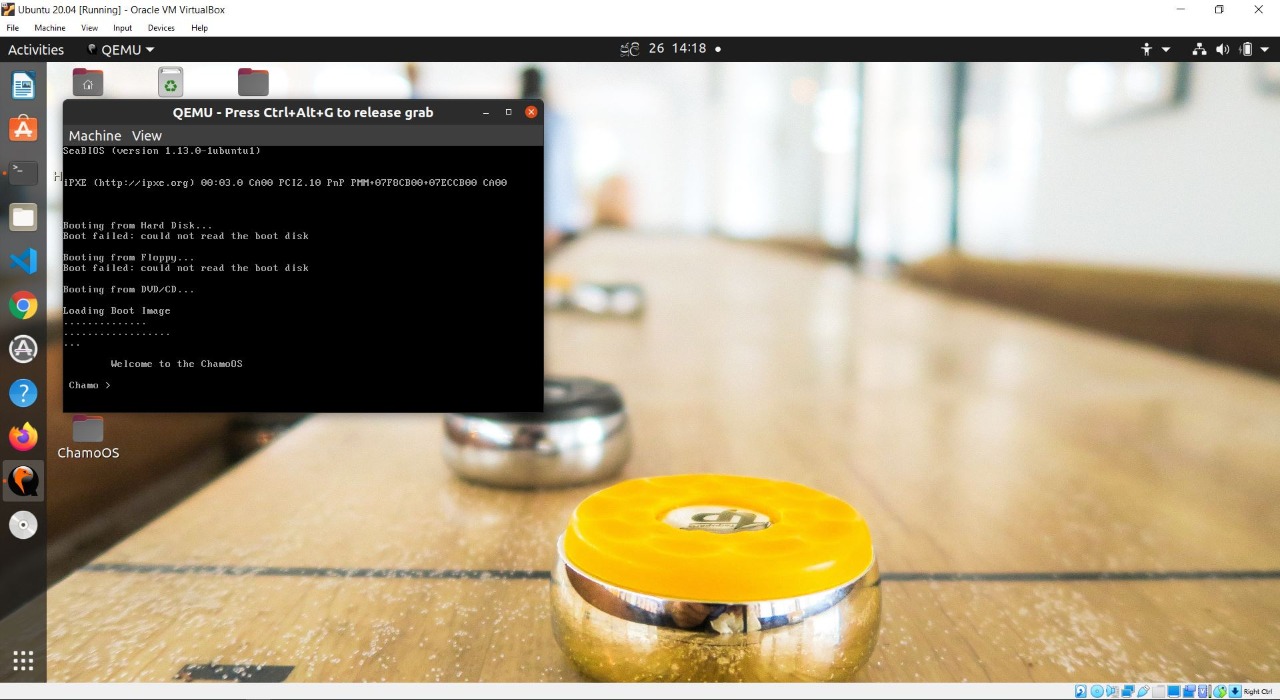 Ubuntu 20.04 [Running] - Oracle VM VirtualBox
File Machine View Input Devices Help
Activities QEMU ජූලි 26 14:18
QEMU - Press Ctrl+Alt+G to release grab
Machine View
SeaBIOS (version 1.13.0-1ubuntu1)
iPXE (http://ipxe.org) 00:03.0 CA00 PCI2.10 PnP PMM+07F8CB00+07ECCB00 CA00
Booting from Hard Disk...
Boot failed: could not read the boot disk
Booting from Floppy...
Boot failed: could not read the boot disk
Booting from DVD/CD...
Loading Boot Image
..............
..................
...
Welcome to the ChamoOS
Chamo >
ChamoOS
Right Ctrl